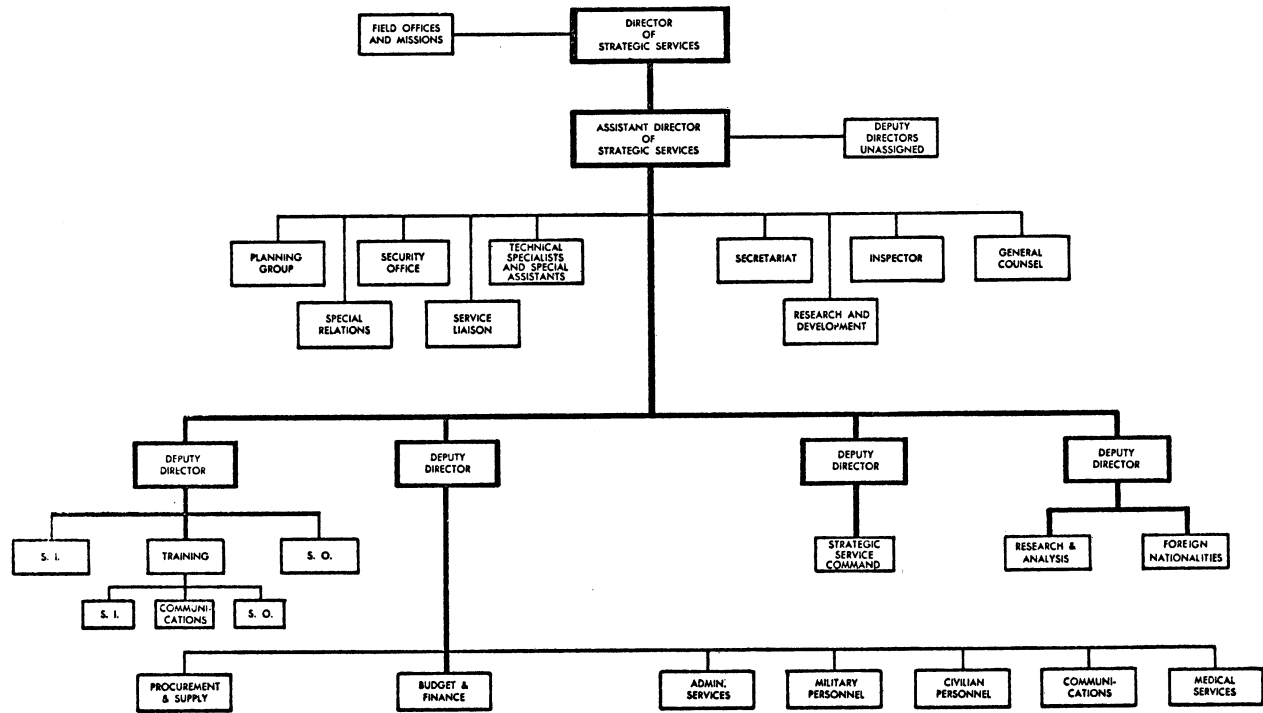 FIELD OFFICES
AND MISSIONS
DIRECTOR
OF
STRATEGIC SERVICES
ASSISTANT DIRECTOR
OF
STRATEGIC SERVICES
DEPUTY
DIRECTORS
UNASSIGNED
PLANNING
GROUP
SECURITY
OFFICE
TECHNICAL
SPECIALISTS
AND SPECIAL
ASSISTANTS
SECRETARIAT
INSPECTOR
GENERAL
COUNSEL
SPECIAL
RELATIONS
SERVICE
LIAISON
RESEARCH AND
DEVELOPMENT
DEPUTY
DIRECTOR
DEPUTY
DIRECTOR
DEPUTY
DIRECTOR
DEPUTY
DIRECTOR
S. I.
TRAINING
S. O.
STRATEGIC
SERVICE
COMMAND
RESEARCH &
ANALYSIS
FOREIGN
NATIONALITIES
S. I.
COMMUNI-
CATIONS
S. O.
PROCUREMENT
& SUPPLY
BUDGET &
FINANCE
ADMIN.
SERVICES
MILITARY
PERSONNEL
CIVILIAN
PERSONNEL
COMMUNI-
CATIONS
MEDICAL
SERVICES